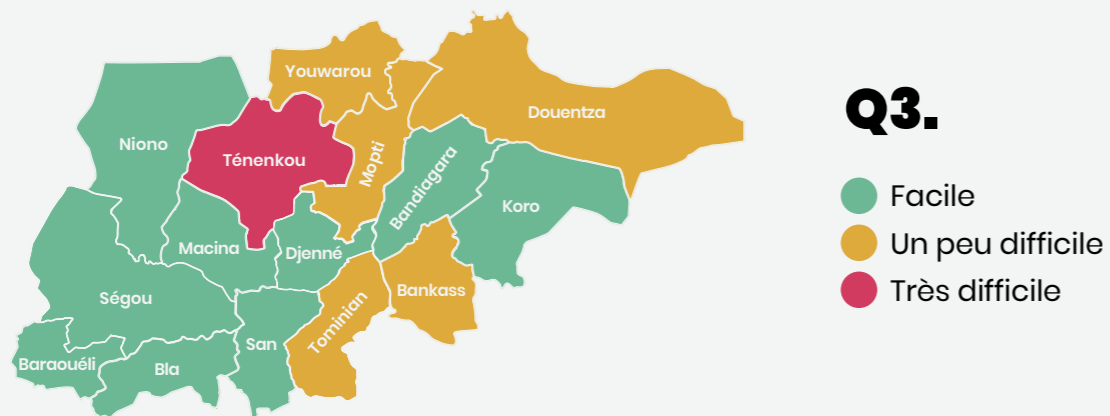 Youwarou
Douentza
Niono
Ténenkou
Mopti
Bandiagara
Koro
Macina
Djenné
Ségou
Bankass
Tominian
San
Baraouéli
Bla
Q3.
Facile
Un peu difficile
Très difficile